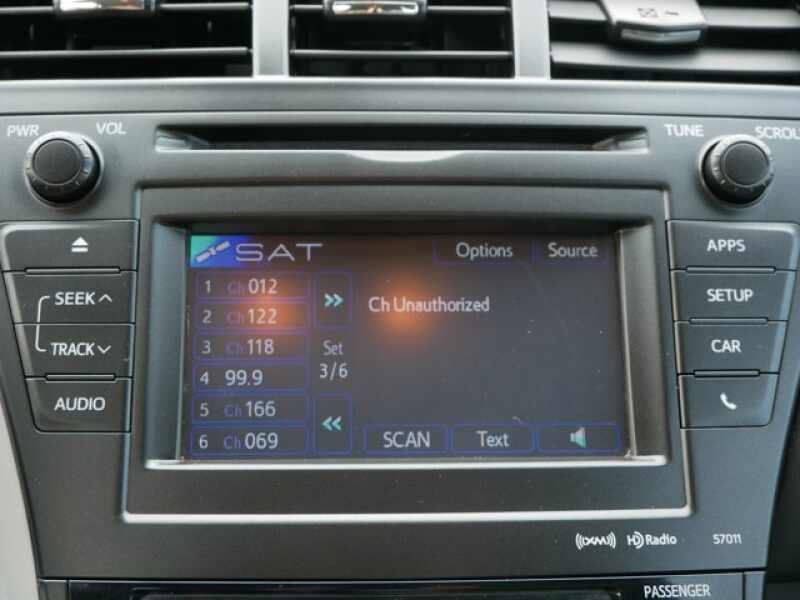 PWR VOL TUNE SCROLL
SAT Options Source
APPS
SEEK
TRACK
AUDIO
1 Ch 012
2 Ch 122
3 Ch 118
4 99.9
5 Ch 166
6 Ch 069
Set
3/6
Ch Unauthorized
SCAN Text
SETUP
CAR
((XM)) HD Radio 57011
PASSENGER